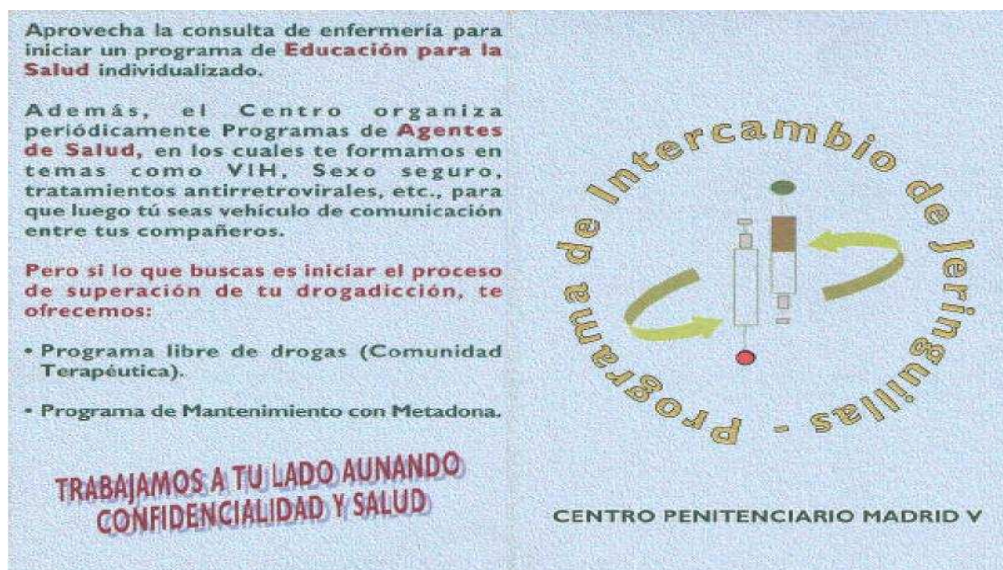 Aprovecha la consulta de enfermería para
iniciar un programa de Educación para la
Salud individualizado.
Además, el Centro organiza
periódicamente Programas de Agentes
de Salud, en los cuales te formamos en
temas como VIH, Sexo seguro,
tratamientos antirretrovirales, etc., para
que luego tú seas vehículo de comunicación
entre tus compañeros.
Pero si lo que buscas es iniciar el proceso
de superación de tu drogadicción, te
ofrecemos:
• Programa libre de drogas (Comunidad
Terapéutica).
• Programa de Mantenimiento con Metadona.
TRABAJAMOS A TU LADO AUNANDO
CONFIDENCIALIDAD Y SALUD
Programa de Intercambio de Jeringuillas -
CENTRO PENITENCIARIO MADRID V